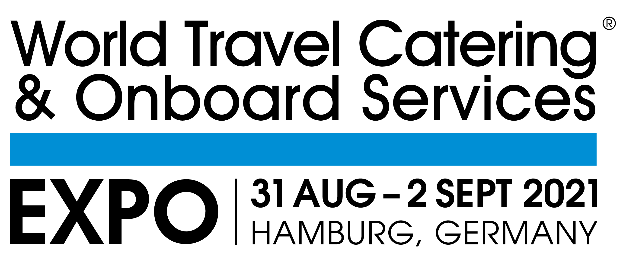 World Travel Catering®
& Onboard Services
EXPO
31 AUG – 2 SEPT 2021
HAMBURG, GERMANY